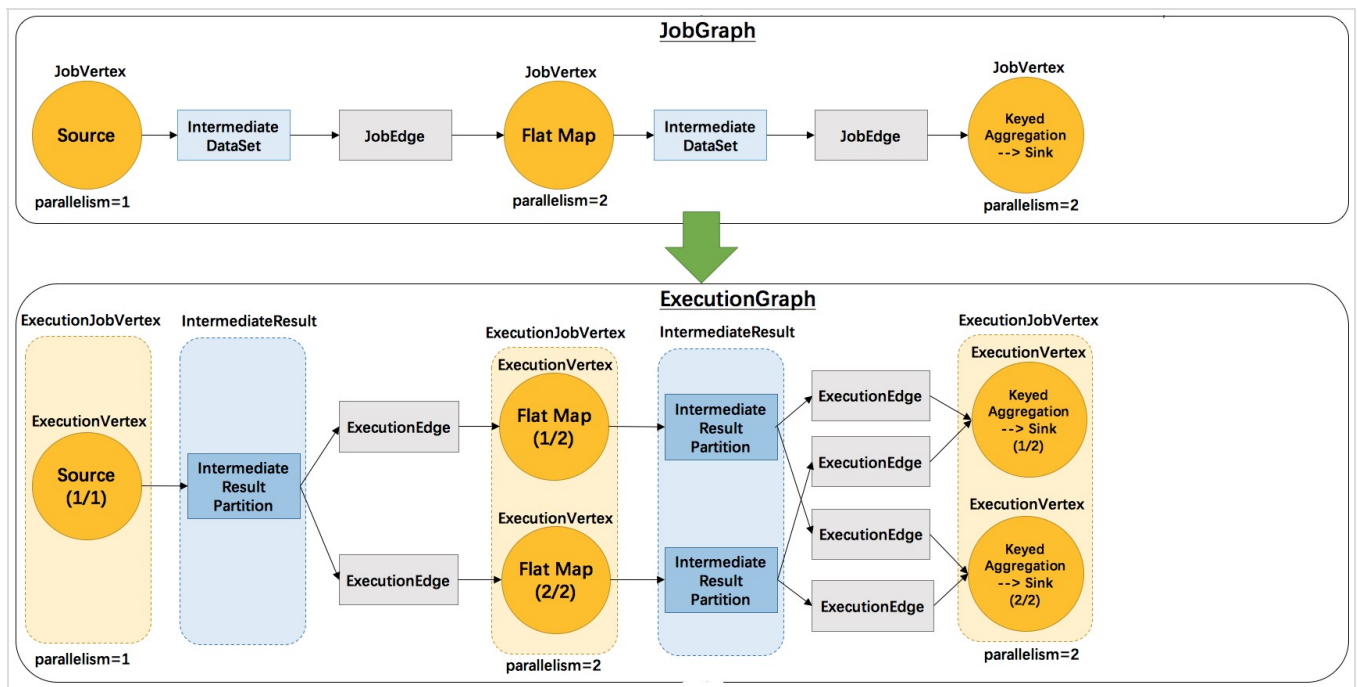 JobGraph
JobVertex
JobVertex
JobVertex
Source
Intermediate
DataSet
JobEdge
Flat Map
Intermediate
DataSet
JobEdge
Keyed
Aggregation
--> Sink
parallelism=1
parallelism=2
parallelism=2
ExecutionGraph
ExecutionJobVertex
IntermediateResult
ExecutionJobVertex
IntermediateResult
ExecutionJobVertex
ExecutionVertex
Source
(1/1)
Intermediate
Result
Partition
ExecutionEdge
ExecutionEdge
ExecutionVertex
Flat Map
(1/2)
ExecutionVertex
Flat Map
(2/2)
Intermediate
Result
Partition
Intermediate
Result
Partition
ExecutionEdge
ExecutionEdge
ExecutionEdge
ExecutionEdge
ExecutionVertex
Keyed
Aggregation
--> Sink
(1/2)
ExecutionVertex
Keyed
Aggregation
--> Sink
(2/2)
parallelism=1
parallelism=2
parallelism=2